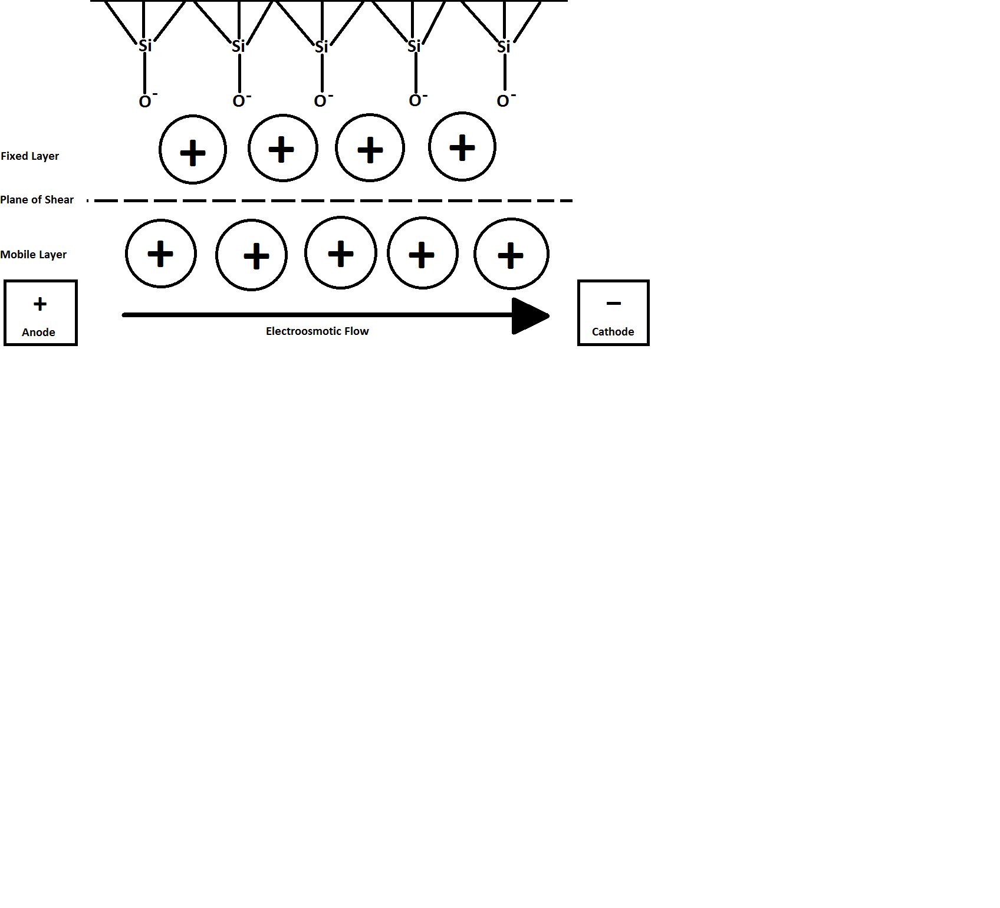 Si Si Si Si Si
O- O- O- O- O-
+ + + +
Fixed Layer
Plane of Shear
+ + + + +
Mobile Layer
+
Anode
Electroosmotic Flow
–
Cathode